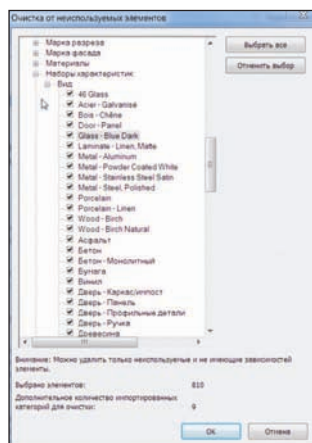 Очистка от неиспользуемых элементов
Марка разреза
Марка фасада
Материалы
Наборы характеристик
Вид
46 Glass
Acier - Galvanisé
Bois - Chêne
Door - Panel
Glass - Blue Dark
Laminate - Linen, Matte
Metal - Aluminum
Metal - Powder Coated White
Metal - Stainless Steel Satin
Metal - Steel, Polished
Porcelain
Porcelain - Linen
Wood - Birch
Wood - Birch Natural
Асфальт
Бетон
Бетон - Монолитный
Бумага
Винил
Дверь - Каркас/импост
Дверь - Панель
Дверь - Профильные детали
Дверь - Ручка
Древесина
Выбрать все
Отменить выбор
Внимание: Можно удалить только неиспользуемые и не имеющие зависимостей
элементы.
Выбрано элементов: 810
Дополнительное количество импортированных
категорий для очистки: 9
OK
Отмена